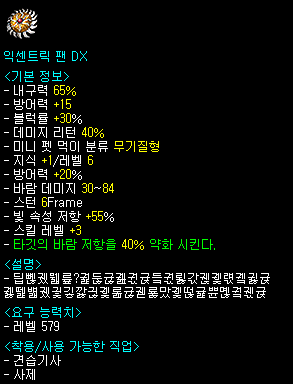 익센트릭 팬 DX
<기본 정보>
- 내구력 65%
- 방어력 +15
- 블럭률 +30%
- 데미지 리턴 40%
- 미니 펫 먹이 분류 무기질형
- 지식 +1/레벨 6
- 방어력 +20%
- 바람 데미지 30~84
- 스턴 6Frame
- 빛 속성 저항 +55%
- 스킬 레벨 +3
- 타깃의 바람 저항을 40% 약화 시킨다.
<설명>
<요구 능력치>
- 레벨 579
<착용/사용 가능한 직업>
- 견습기사
- 사제